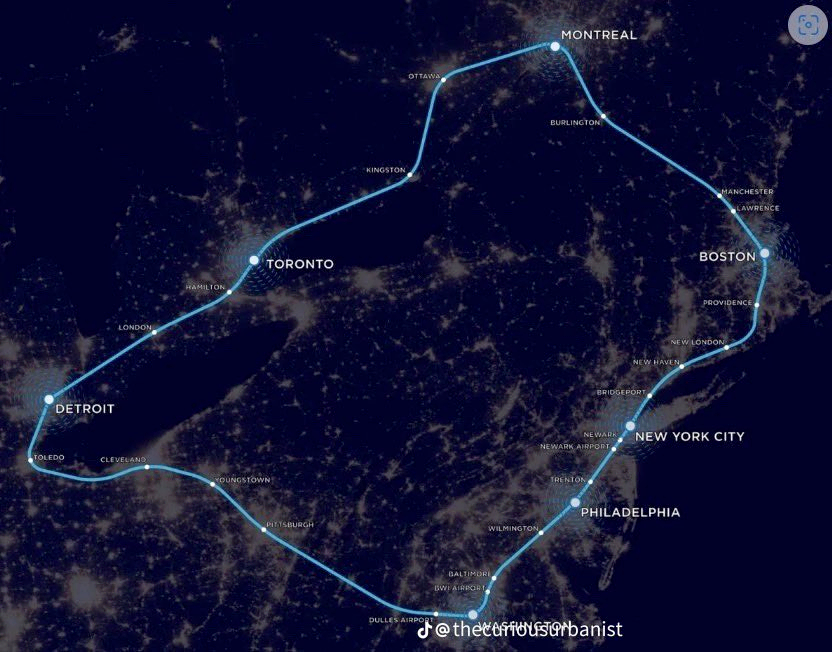 MONTREAL
OTTAWA
BURLINGTON
KINGSTON
MANCHESTER
LAWRENCE
BOSTON
TORONTO
HAMILTON
PROVIDENCE
LONDON
NEW LONDON
NEW HAVEN
BRIDGEPORT
DETROIT
NEWARK
NEW YORK CITY
NEWARK AIRPORT
TOLEDO
CLEVELAND
YOUNGSTOWN
TRENTON
PHILADELPHIA
PITTSBURGH
WILMINGTON
BALTIMORE
BWI AIRPORT
DULLES AIRPORT
WASHINGTON
@thecuriousurbanist